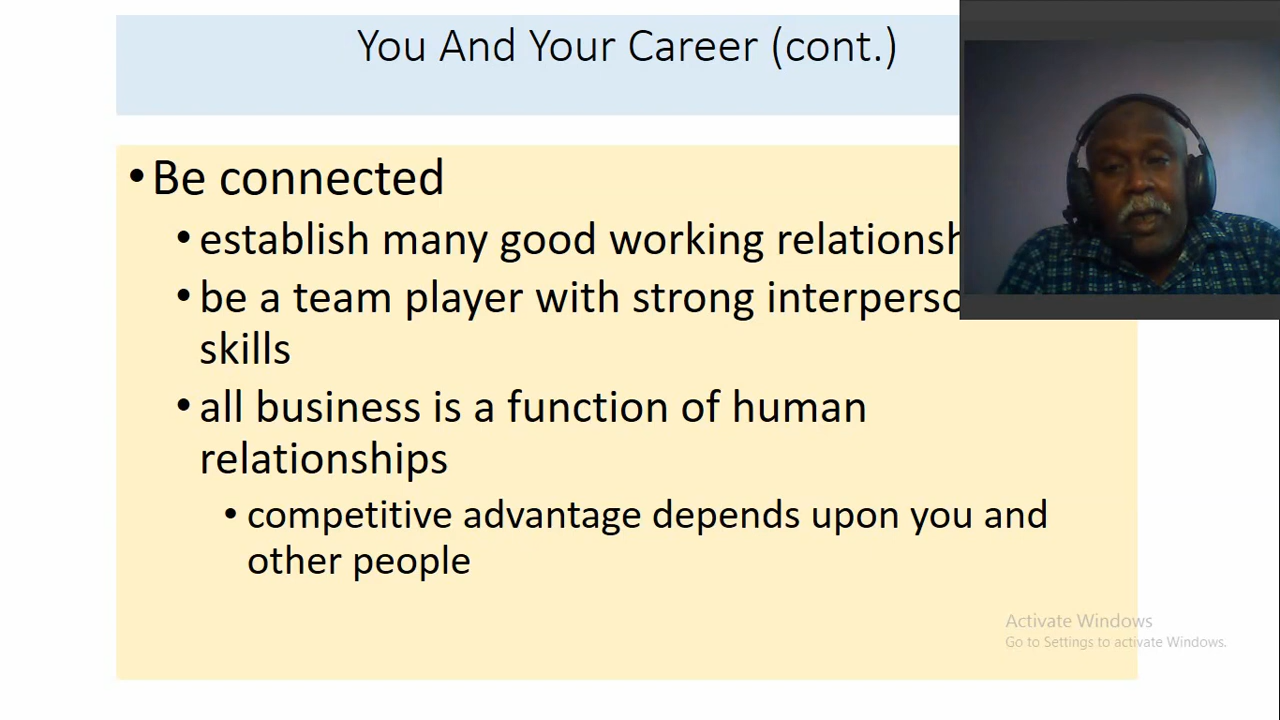 You And Your Career (cont.)
•Be connected
•establish many good working
•be a team player with strong
skills
•all business is a function of human
relationships
•competitive advantage depends upon you and
other people
Activate Windows
Go to Settings to activate Windows.